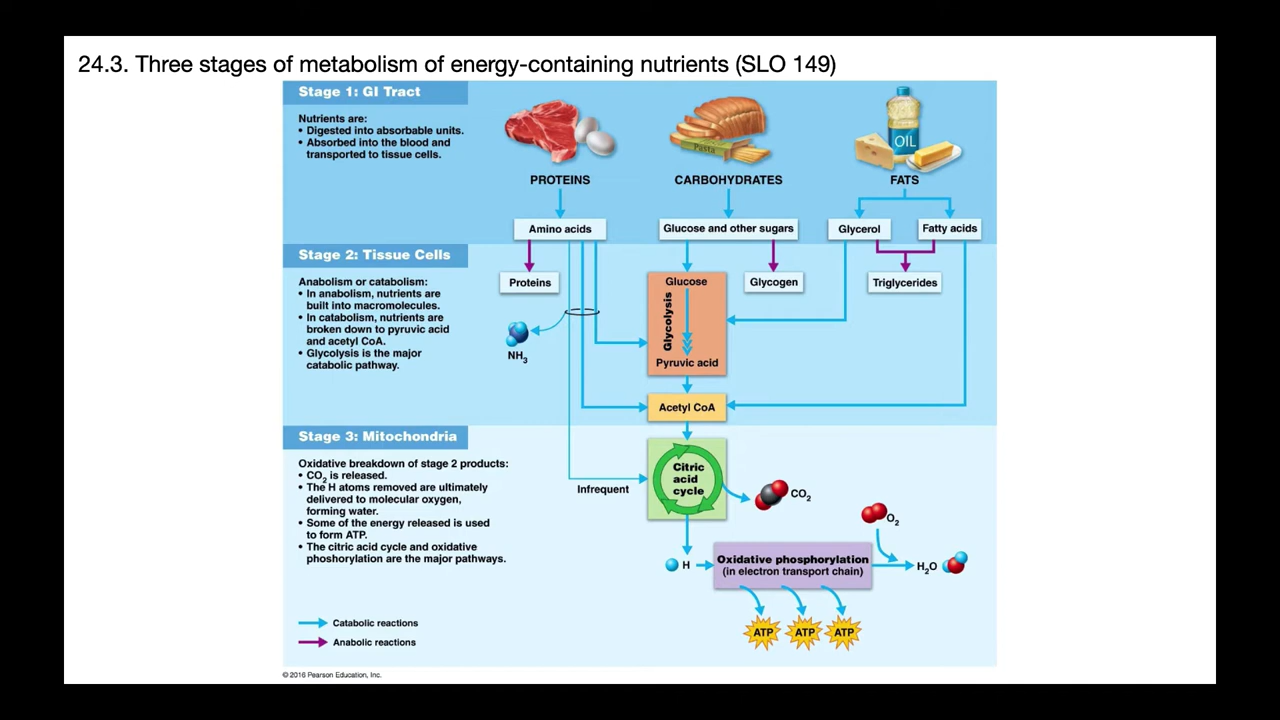 24.3. Three stages of metabolism of energy-containing nutrients (SLO 149)
Stage 1: GI Tract
Nutrients are:
• Digested into absorbable units.
• Absorbed into the blood and
transported to tissue cells.
Pasta
OIL
PROTEINS
CARBOHYDRATES
FATS
Amino acids
Glucose and other sugars
Glycerol
Fatty acids
Stage 2: Tissue Cells
Anabolism or catabolism:
• In anabolism, nutrients are
built into macromolecules.
• In catabolism, nutrients are
broken down to pyruvic acid
and acetyl CoA.
• Glycolysis is the major
catabolic pathway.
Proteins
Glucose
Glycogen
Triglycerides
Glycolysis
NH3
Pyruvic acid
Acetyl CoA
Stage 3: Mitochondria
Oxidative breakdown of stage 2 products:
• CO2 is released.
• The H atoms removed are ultimately
delivered to molecular oxygen,
forming water.
• Some of the energy released is used
to form ATP.
• The citric acid cycle and oxidative
phoshorylation are the major pathways.
Infrequent
Citric
acid
cycle
CO2
O2
H
Oxidative phosphorylation
(in electron transport chain)
H2O
ATP
ATP
ATP
Catabolic reactions
Anabolic reactions
© 2016 Pearson Education, Inc.